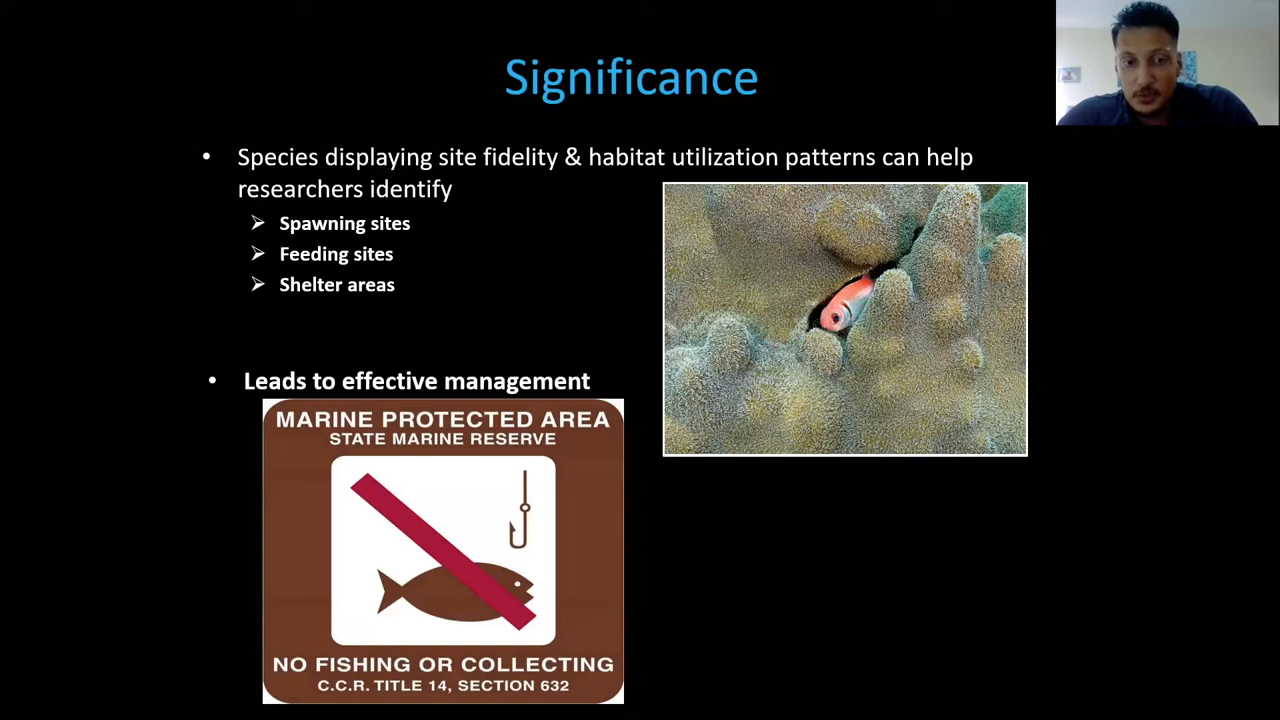 Significance
• Species displaying site fidelity & habitat utilization patterns can help
researchers identify
➢ Spawning sites
➢ Feeding sites
➢ Shelter areas
• Leads to effective management
MARINE PROTECTED AREA
STATE MARINE RESERVE
NO FISHING OR COLLECTING
C.C.R. TITLE 14, SECTION 632